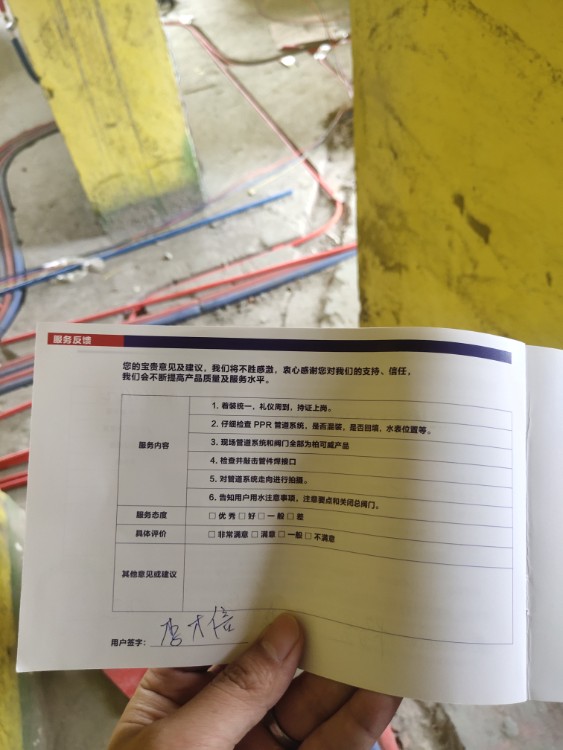 服务反馈
您的宝贵意见及建议，我们将不胜感激，衷心感谢您对我们的支持、信任，
我们会不断提高产品质量及服务水平。
服务内容
1. 着装统一，礼仪周到，持证上岗。
2. 仔细检查 PPR 管道系统，是否漏装，是否回填，水表位置等。
3. 现场管道系统和阀门全部为柏可威产品
4. 检查并敲击管件焊接口
5. 对管道系统走向进行拍摄。
6. 告知用户用水注意事项，注意要点和关闭总阀门。
服务态度 □ 优 秀 □ 好 □ 一 般 □ 差
具体评价 □ 非常满意 □ 满意 □ 一般 □ 不满意
其他意见或建议
用户签字：